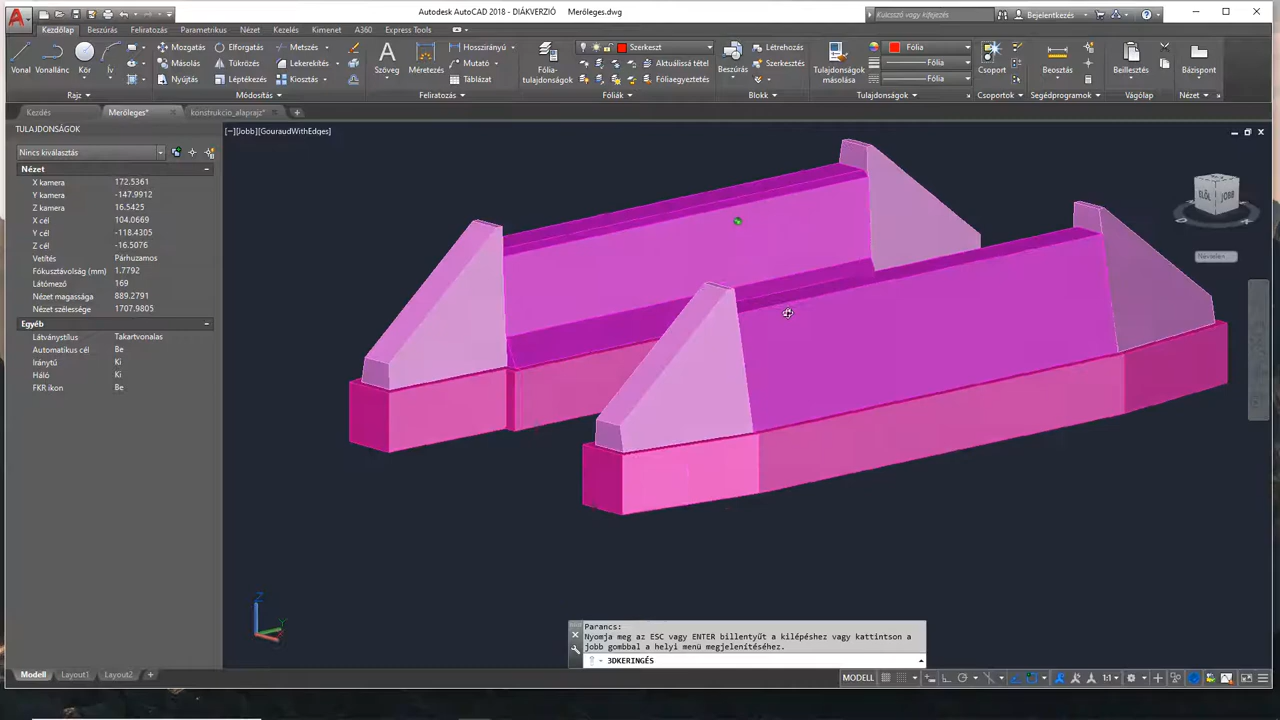 Autodesk AutoCAD 2018 - DIÁKVERZIÓ Merőleges.dwg
Kulcsszó vagy kifejezés
Bejelentkezés
Kezdőlap Beszúrás Feliratozás Parametrikus Nézet Kezelés Kimenet A360 Express Tools
Vonal Vonallánc Kör Ív
Mozgatás Elforgatás Metszés
Másolás Tükrözés Lekerekítés
Nyújtás Léptékezés Kiosztás
Szöveg Méretezés
Hosszirányú
Mutató
Táblázat
Fólia-
tulajdonságok
Szerkeszt
Aktuálissá tétel
Fóliaegyeztetés
Beszúrás
Létrehozás
Szerkesztés
Tulajdonságok
másolása
Fólia
Fólia
Fólia
Csoport
Beosztás
Beillesztés
Bázispont
Rajz Módosítás Feliratozás Fóliák Blokk Tulajdonságok Csoportok Segédprogramok Vágólap Nézet
Kezdés Merőleges* konstrukcio_alaprajz*
TULAJDONSÁGOK
[−][Jobb][GouraudWithEdges]
Nincs kiválasztás
Nézet
X kamera 172.5361
Y kamera -147.9912
Z kamera 16.5425
X cél 104.0669
Y cél -118.4305
Z cél -16.5076
Vetítés Párhuzamos
Fókusztávolság (mm) 1.7792
Látómező 169
Nézet magassága 889.2791
Nézet szélessége 1707.9805
Egyéb
Látványstílus Takartvonalas
Automatikus cél Be
Iránytű Ki
Háló Ki
FKR ikon Be
ELÖL JOBB
Névtelen
Z
Y
Parancs:
Nyomja meg az ESC vagy ENTER billentyűt a kilépéshez vagy kattintson a
jobb gombbal a helyi menü megjelenítéséhez.
3DKERINGÉS
Modell Layout1 Layout2
MODELL
1:1